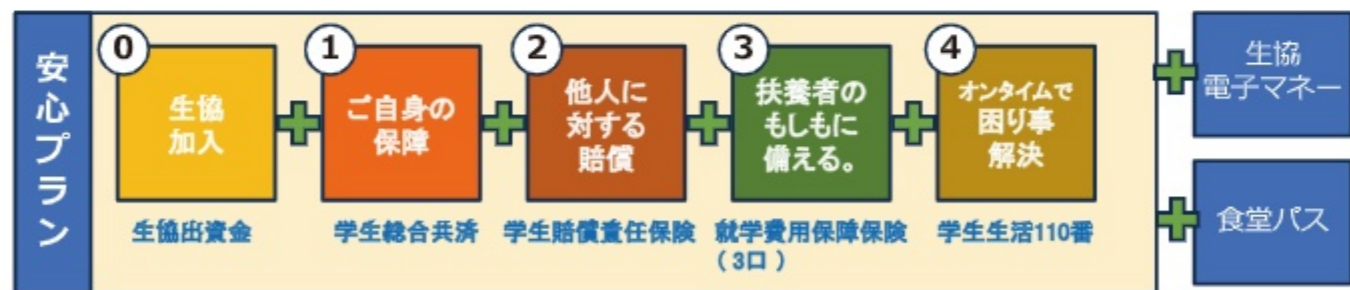 安心プラン
0
生協
加入
生協出資金
1
ご自身の
保障
学生総合共済
2
他人に
対する
賠償
学生賠償責任保険
3
扶養者の
もしもに
備える。
就学費用保障保険
(3口)
4
オンタイムで
困り事
解決
学生生活110番
生協
電子マネー
食堂パス